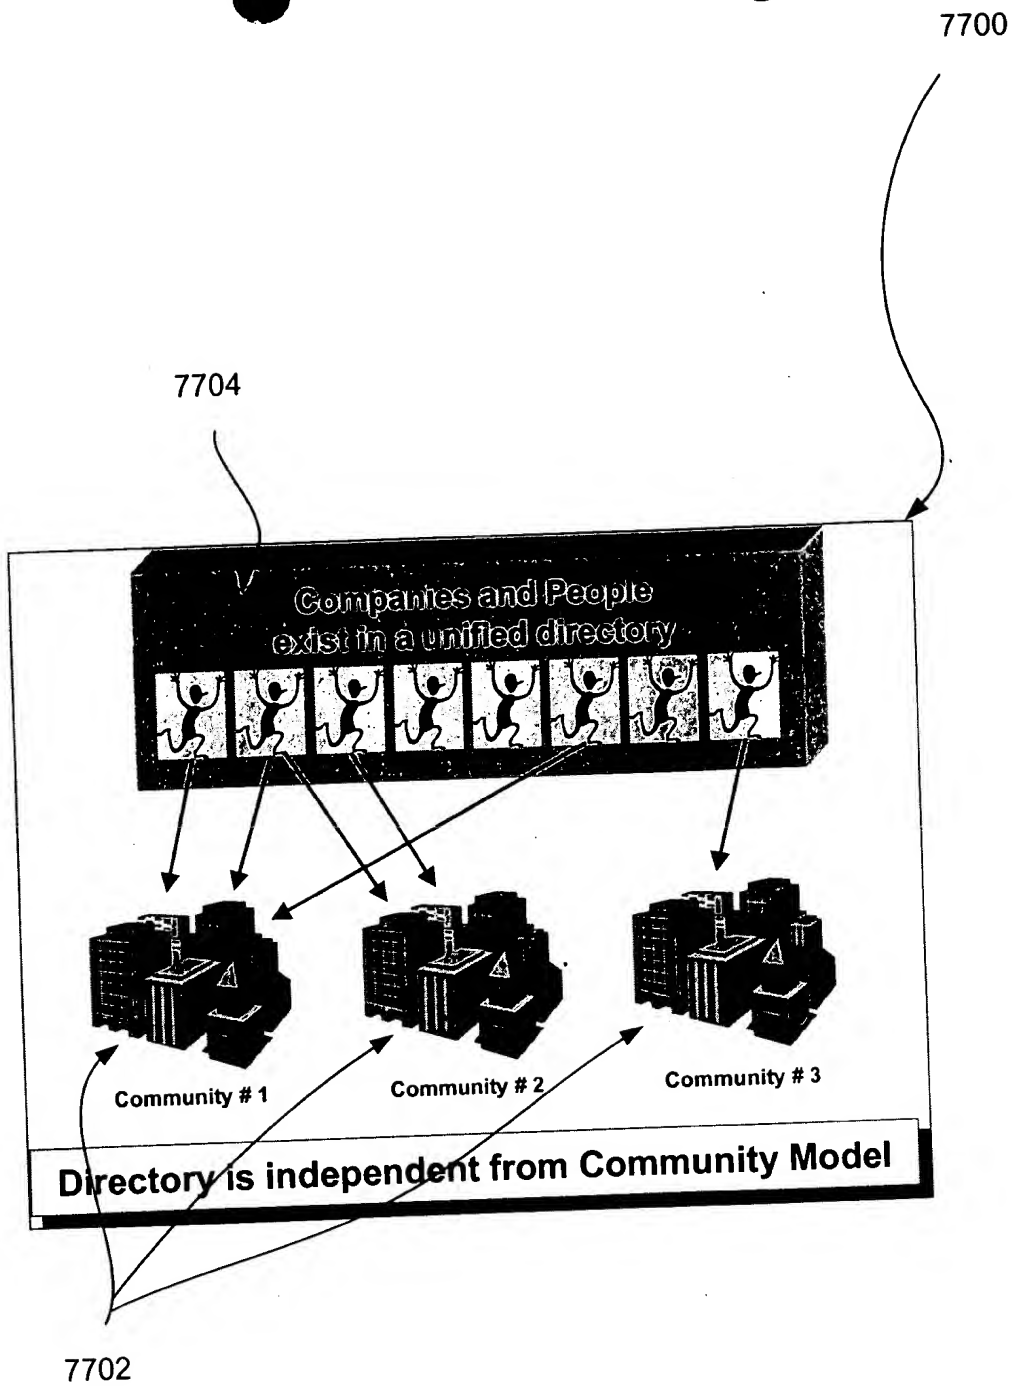 7700
7704
Companies and People
exist in a unified directory
Community # 1
Community # 2
Community # 3
Directory is independent from Community Model
7702